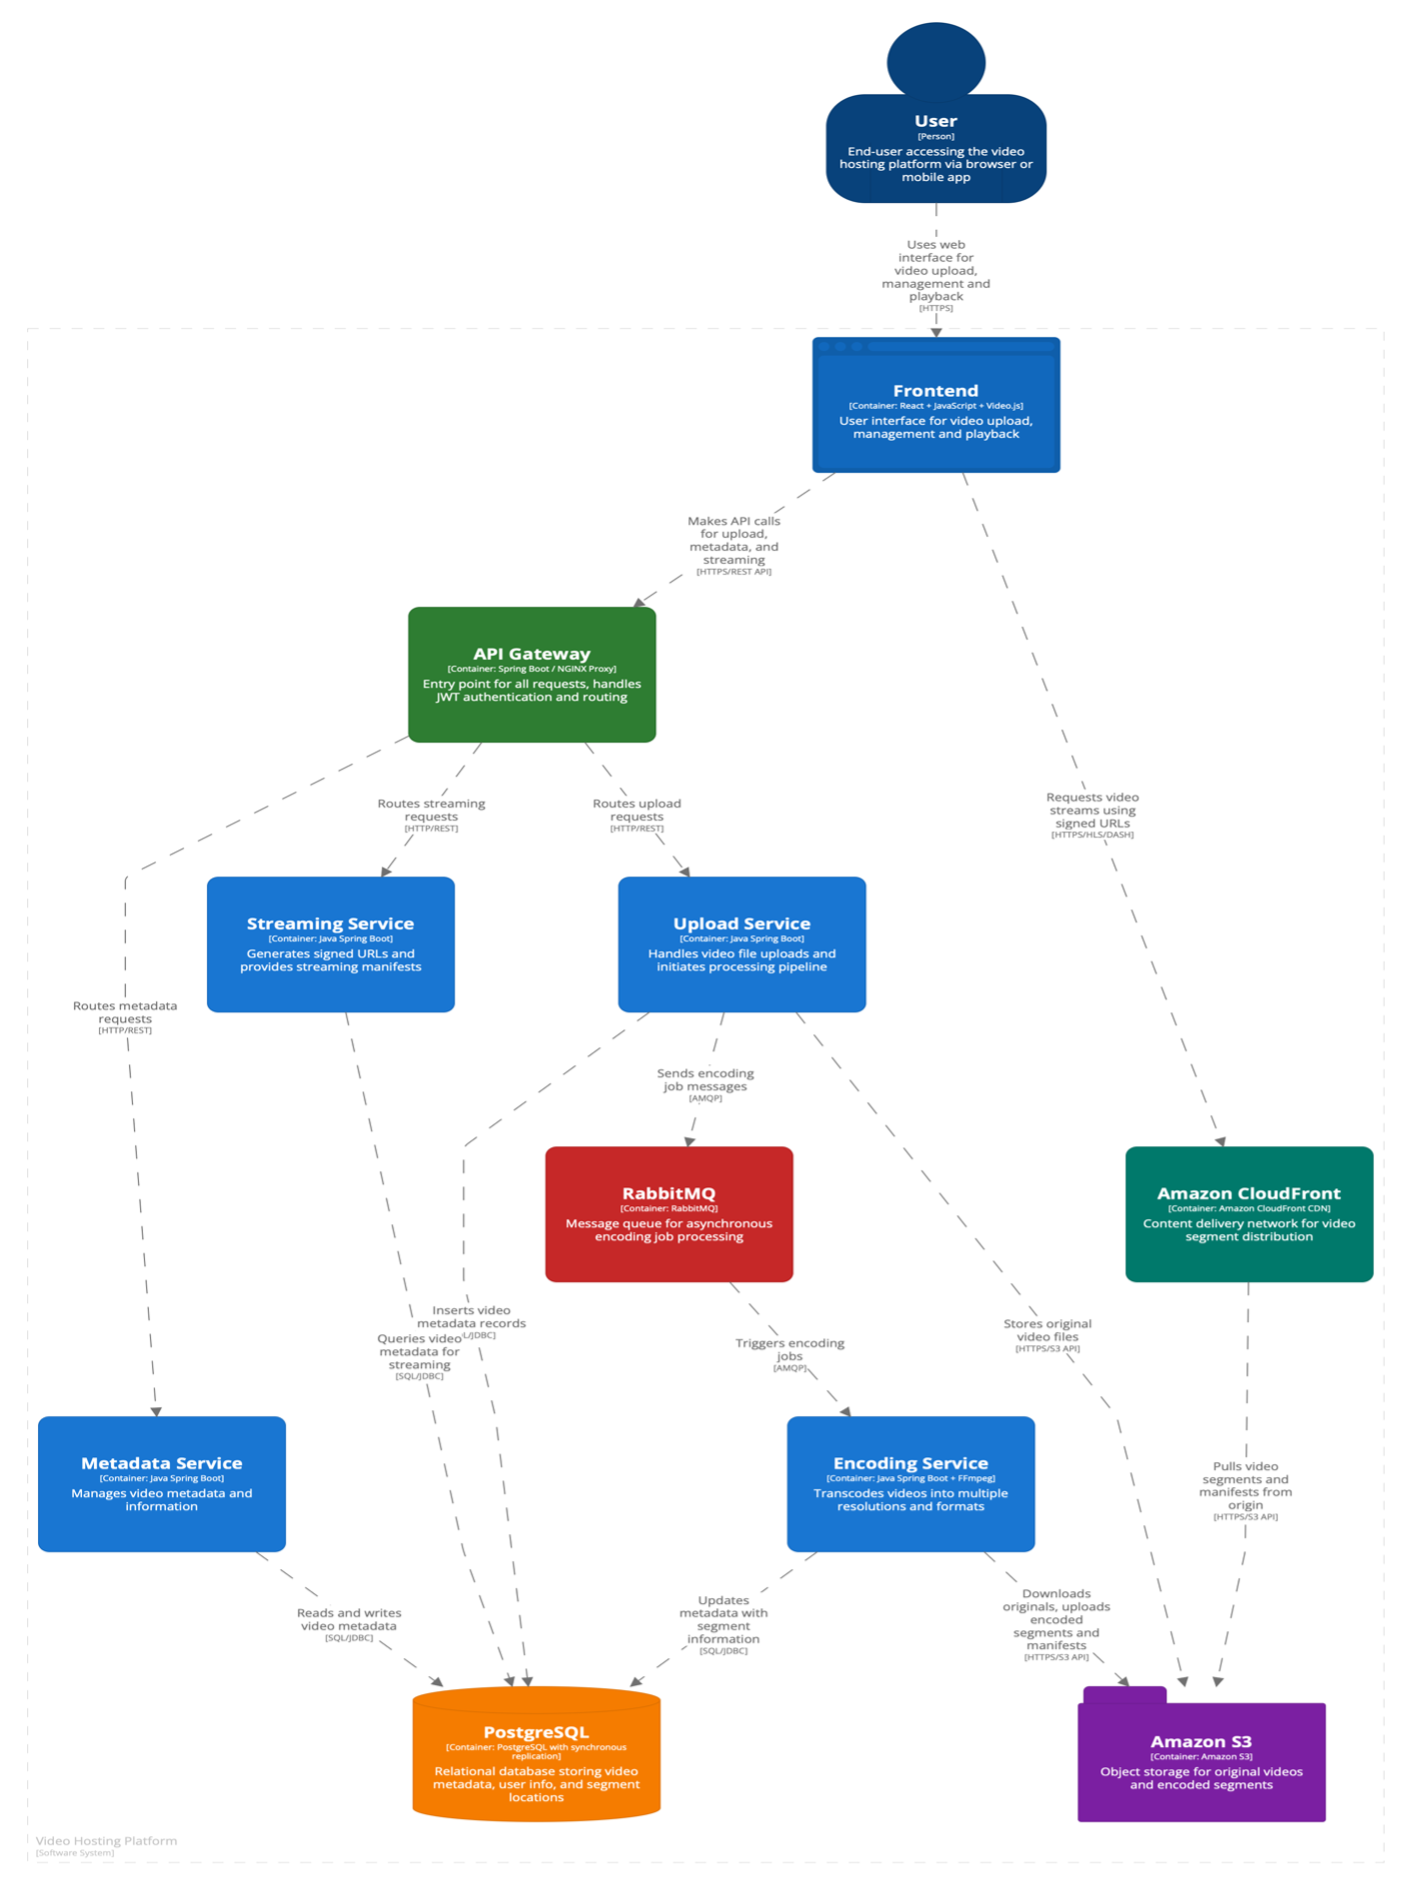 User
[Person]
End-user accessing the video
hosting platform via browser or
mobile app
Uses web
interface for
video upload,
management and
playback
[HTTPS]
Frontend
[Container: React + JavaScript + Video.js]
User interface for video upload,
management and playback
Makes API calls
for upload,
metadata, and
streaming
[HTTPS/REST API]
API Gateway
[Container: Spring Boot / NGINX Proxy]
Entry point for all requests, handles
JWT authentication and routing
Routes streaming
requests
[HTTP/REST]
Routes upload
requests
[HTTP/REST]
Requests video
streams using
signed URLs
[HTTPS/HLS/DASH]
Streaming Service
[Container: Java Spring Boot]
Generates signed URLs and
provides streaming manifests
Upload Service
[Container: Java Spring Boot]
Handles video file uploads and
initiates processing pipeline
Routes metadata
requests
[HTTP/REST]
Sends encoding
job messages
[AMQP]
RabbitMQ
[Container: RabbitMQ]
Message queue for asynchronous
encoding job processing
Amazon CloudFront
[Container: Amazon CloudFront CDN]
Content delivery network for video
segment distribution
Inserts video
metadata records
L/JDBC]
Queries video
metadata for
streaming
[SQL/JDBC]
Triggers encoding
jobs
[AMQP]
Stores original
video files
[HTTPS/S3 API]
Metadata Service
[Container: Java Spring Boot]
Manages video metadata and
information
Encoding Service
[Container: Java Spring Boot + FFmpeg]
Transcodes videos into multiple
resolutions and formats
Pulls video
segments and
manifests from
origin
[HTTPS/S3 API]
Reads and writes
video metadata
[SQL/JDBC]
Updates
metadata with
segment
information
[SQL/JDBC]
Downloads
originals, uploads
encoded
segments and
manifests
[HTTPS/S3 API]
PostgreSQL
[Container: PostgreSQL with synchronous
replication]
Relational database storing video
metadata, user info, and segment
locations
Amazon S3
[Container: Amazon S3]
Object storage for original videos
and encoded segments
Video Hosting Platform
[Software System]